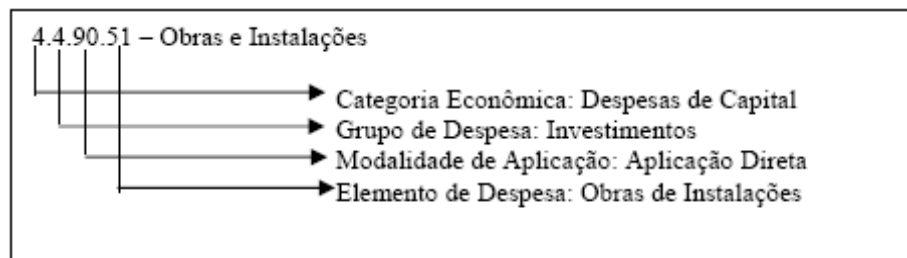 4.4.90.51 – Obras e Instalações
Categoria Econômica: Despesas de Capital
Grupo de Despesa: Investimentos
Modalidade de Aplicação: Aplicação Direta
Elemento de Despesa: Obras de Instalações